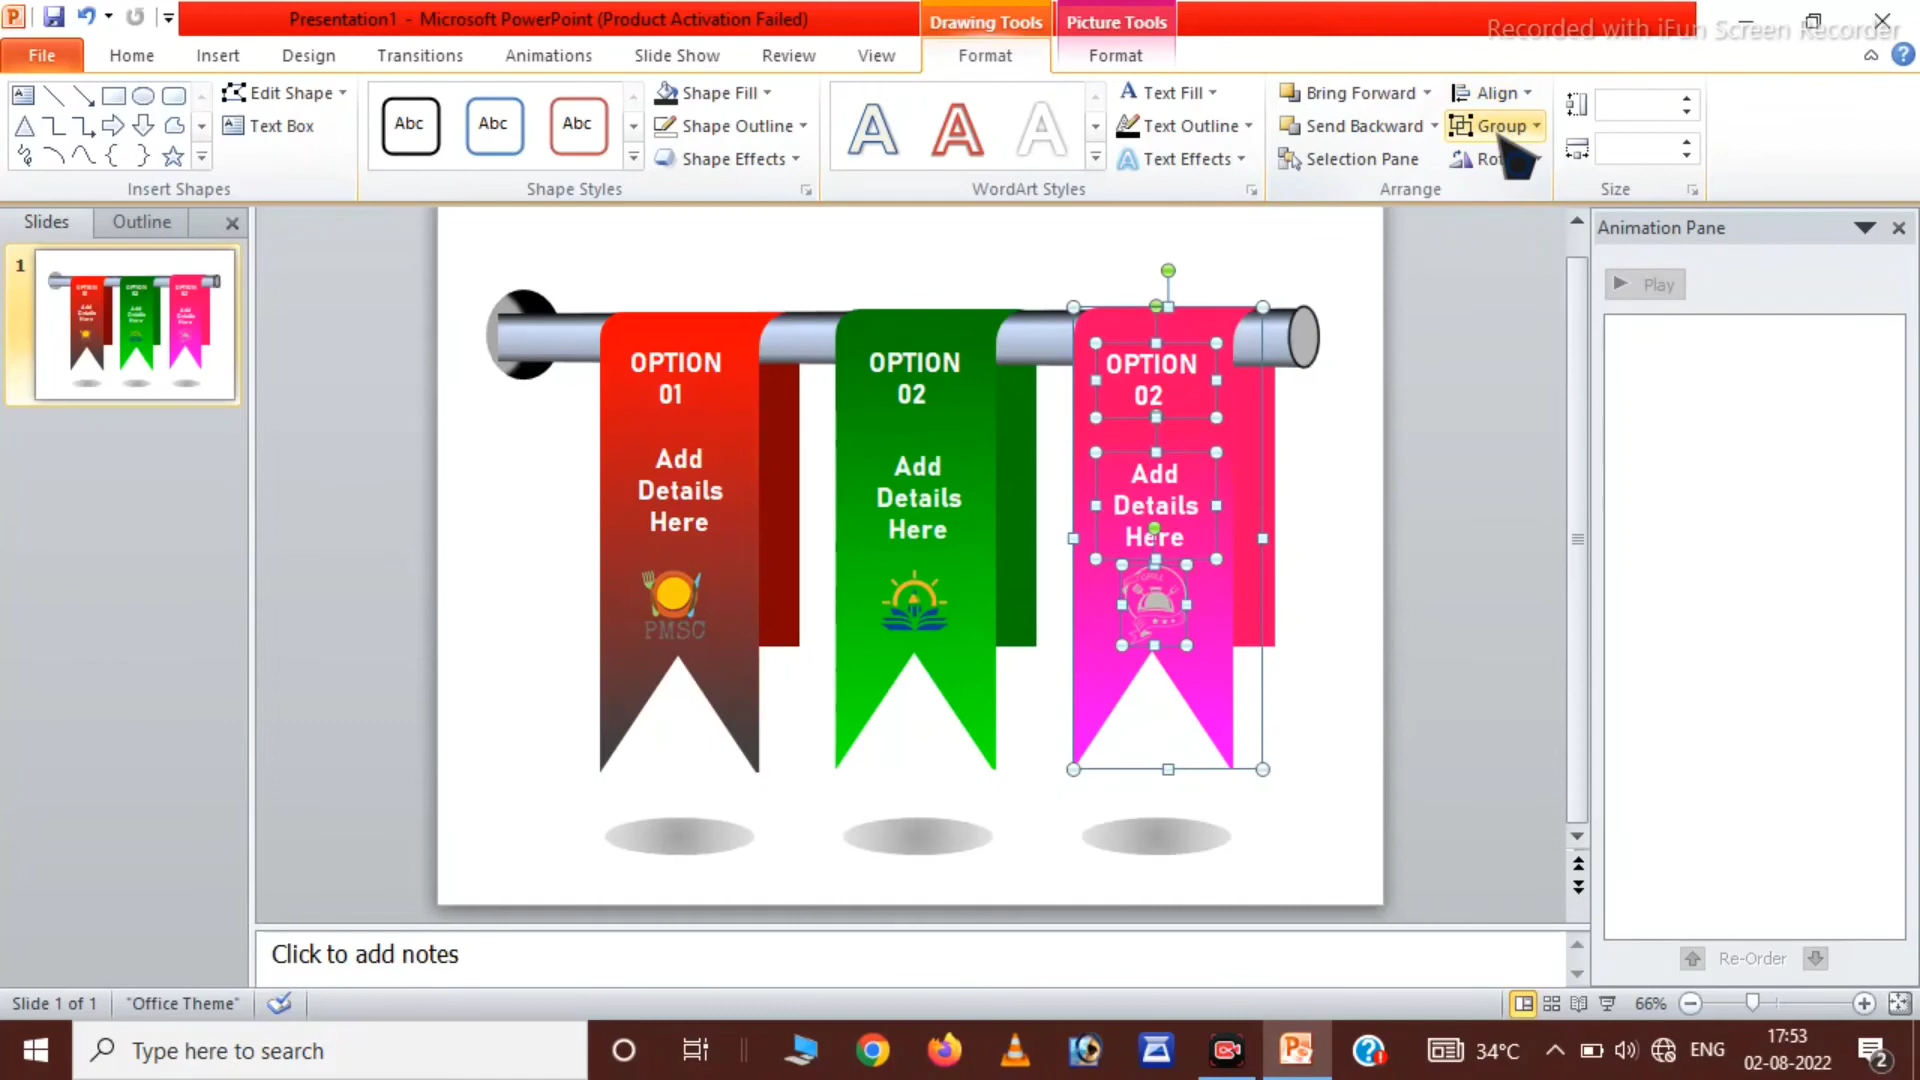 Presentation1 - Microsoft PowerPoint (Product Activation Failed)
Drawing Tools
Picture Tools
Recorded with iFun Screen Recorder
File
Home
Insert
Design
Transitions
Animations
Slide Show
Review
View
Format
Format
Edit Shape
Text Box
Insert Shapes
Abc
Abc
Abc
Shape Fill
Shape Outline
Shape Effects
Shape Styles
Text Fill
Text Outline
Text Effects
WordArt Styles
Bring Forward
Send Backward
Selection Pane
Align
Group
Arrange
Size
Slides
Outline
1
OPTION
01
Add
Details
Here
PMSC
OPTION
02
Add
Details
Here
OPTION
02
Add
Details
Here
Animation Pane
Play
Re-Order
Click to add notes
Slide 1 of 1
"Office Theme"
66%
Type here to search
34°C
ENG
17:53
02-08-2022
2